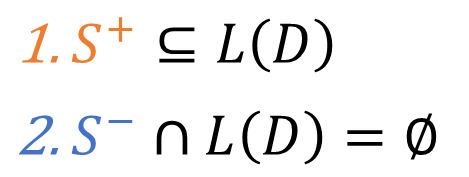 1. S⁺ ⊆ L(D)
2. S⁻ ∩ L(D) = ∅